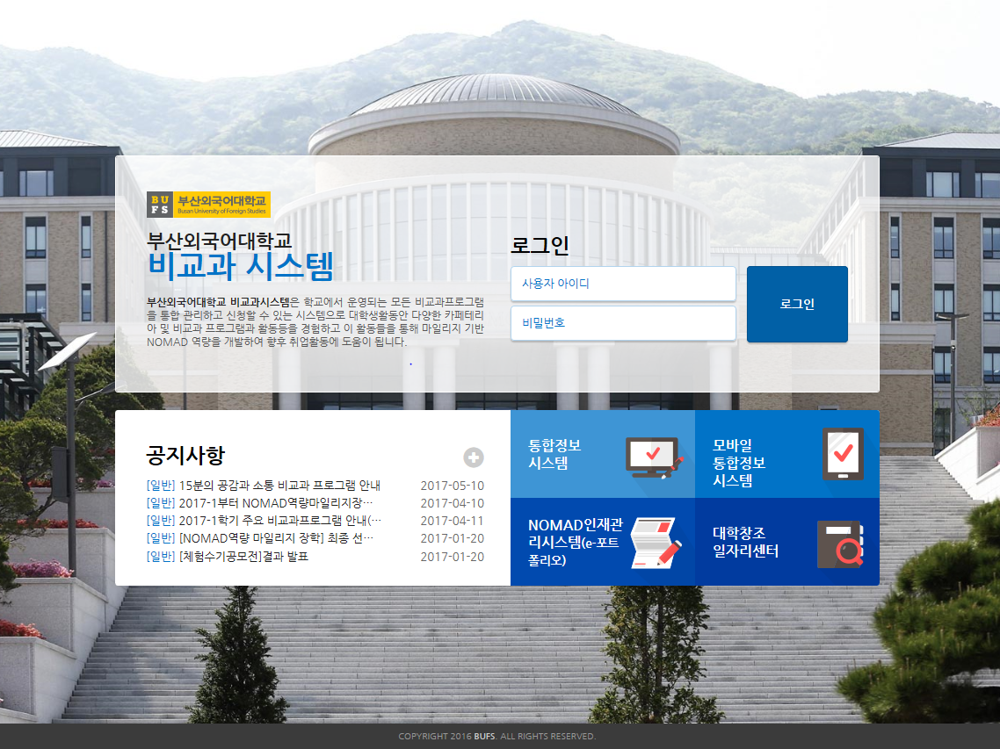 BU
FS
부산외국어대학교
Busan University of Foreign Studies
부산외국어대학교
비교과 시스템
부산외국어대학교 비교과시스템은 학교에서 운영되는 모든 비교과프로그램
을 통합 관리하고 신청할 수 있는 시스템으로 대학생활동안 다양한 카페테리
아 및 비교과 프로그램과 활동등을 경험하고 이 활동들을 통해 마일리지 기반
NOMAD 역량을 개발하여 향후 취업활동에 도움이 됩니다.
로그인
사용자 아이디
비밀번호
로그인
공지사항
[일반] 15분의 공감과 소통 비교과 프로그램 안내 2017-05-10
[일반] 2017-1부터 NOMAD역량마일리지장… 2017-04-10
[일반] 2017-1학기 주요 비교과프로그램 안내(… 2017-04-11
[일반] [NOMAD역량 마일리지 장학] 최종 선… 2017-01-20
[일반] [체험수기공모전]결과 발표 2017-01-20
통합정보
시스템
모바일
통합정보
시스템
NOMAD인재관
리시스템(e-포트
폴리오)
대학창조
일자리센터
COPYRIGHT 2016 BUFS. ALL RIGHTS RESERVED.